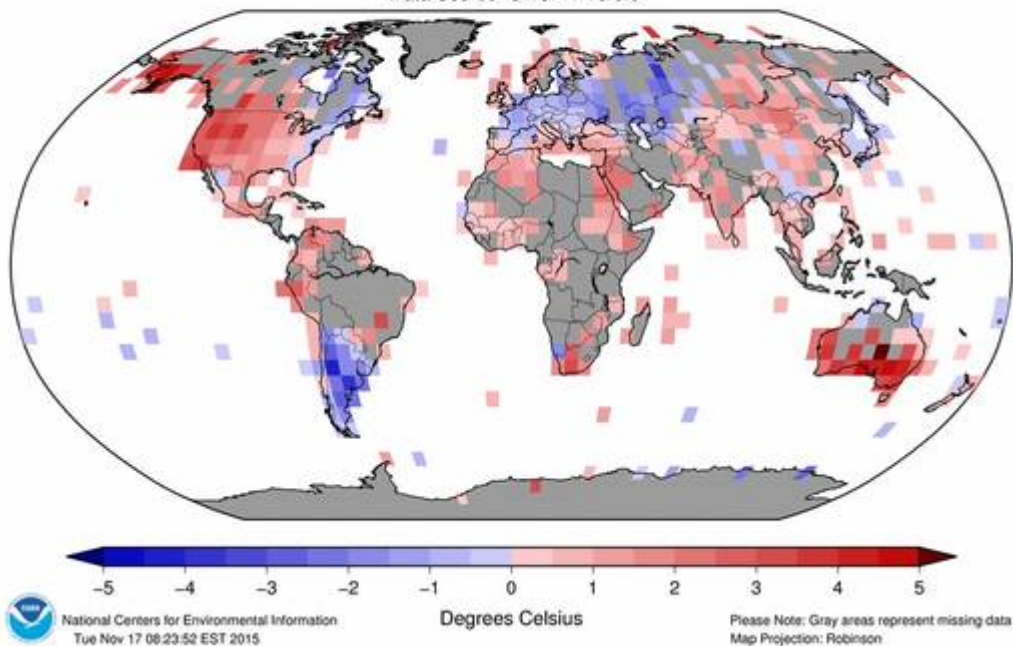 −5 −4 −3 −2 −1 0 1 2 3 4 5
Degrees Celsius
National Centers for Environmental Information
Tue Nov 17 08:23:52 EST 2015
Please Note: Gray areas represent missing data
Map Projection: Robinson